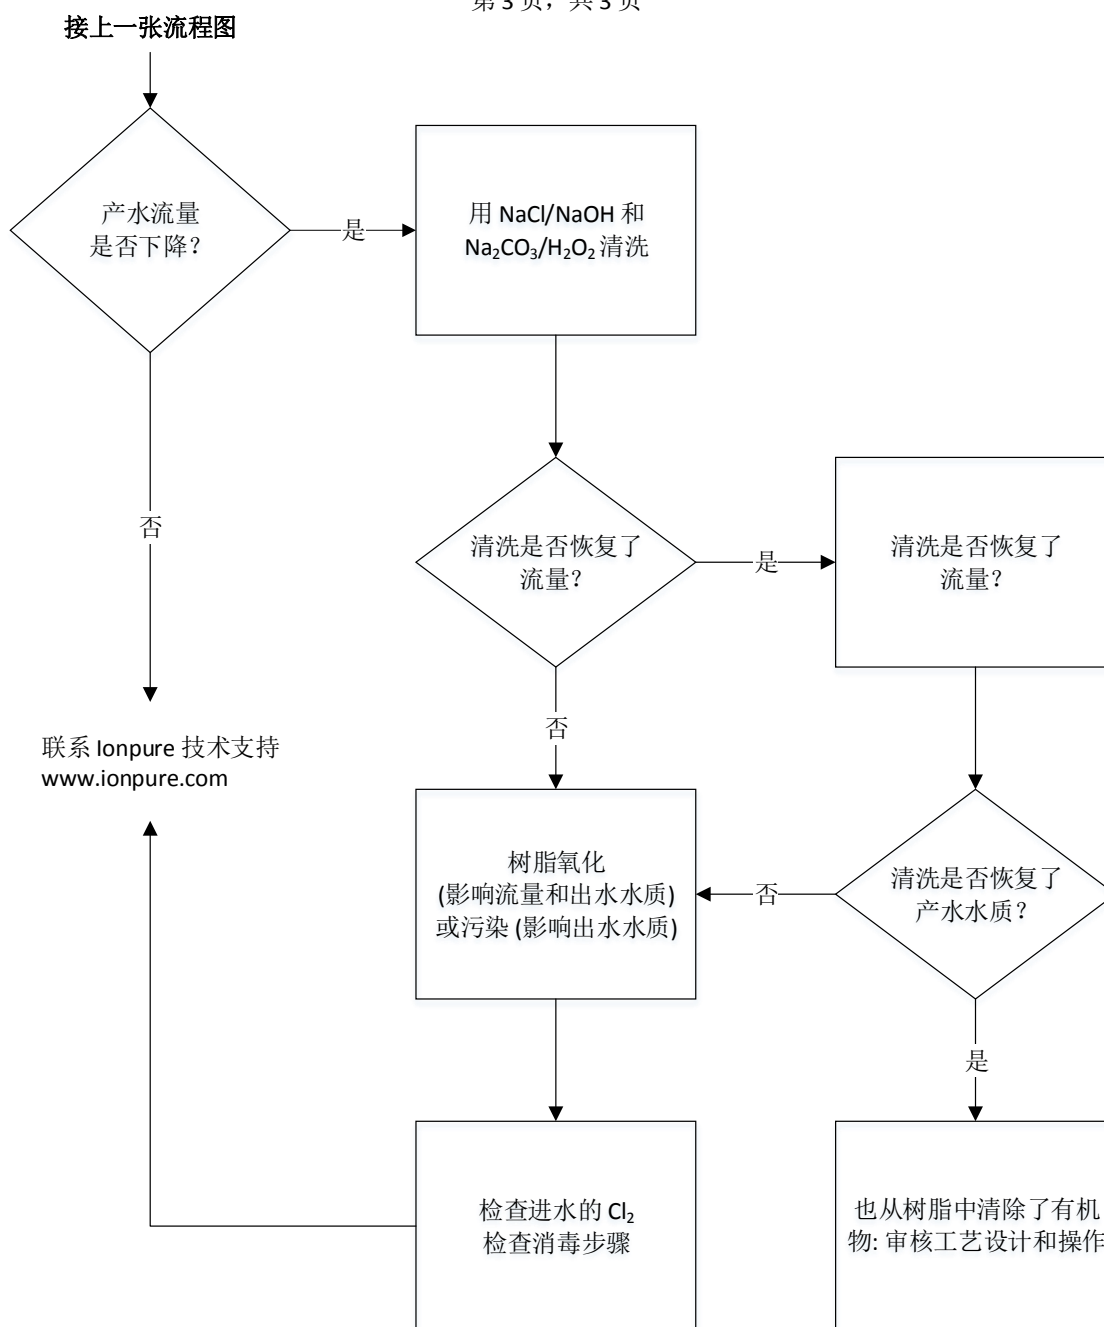 第 3 页，共 3 页
接上一张流程图
产水流量
是否下降？
是
用 NaCl/NaOH 和
Na₂CO₃/H₂O₂ 清洗
否
清洗是否恢复了
流量？
是
清洗是否恢复了
流量？
否
联系 Ionpure 技术支持
www.ionpure.com
树脂氧化
(影响流量和出水水质)
或污染 (影响出水水质)
否
清洗是否恢复了
产水水质？
是
检查进水的 Cl₂
检查消毒步骤
也从树脂中清除了有机
物: 审核工艺设计和操作